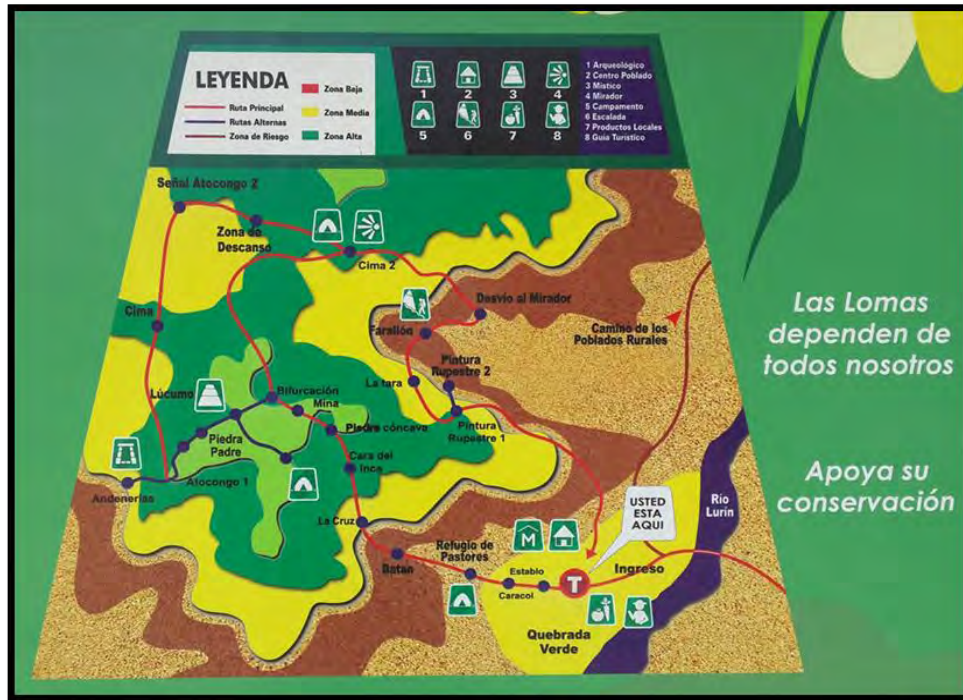 LEYENDA
Ruta Principal
Rutas Alternas
Zona de Riesgo
Zona Baja
Zona Media
Zona Alta
1
2
3
4
5
6
7
8
1 Arqueológico
2 Centro Poblado
3 Místico
4 Mirador
5 Campamento
6 Escalada
7 Productos Locales
8 Guía Turístico
Señal Atocongo 2
Zona de
Descanso
Cima 2
Cima
Desvío al Mirador
Farallón
Camino de los
Poblados Rurales
Pintura
Rupestre 2
La tara
Bifurcación
Mina
Lúcumo
Pintura
Rupestre 1
Piedra cóncava
Piedra
Padre
Cara del
Inca
Andenerías
Atocongo 1
La Cruz
Batan
Refugio de
Pastores
M
Establo
Caracol
USTED
ESTA
AQUI
T
Ingreso
Río
Lurín
Quebrada
Verde
Las Lomas
dependen de
todos nosotros
Apoya su
conservación